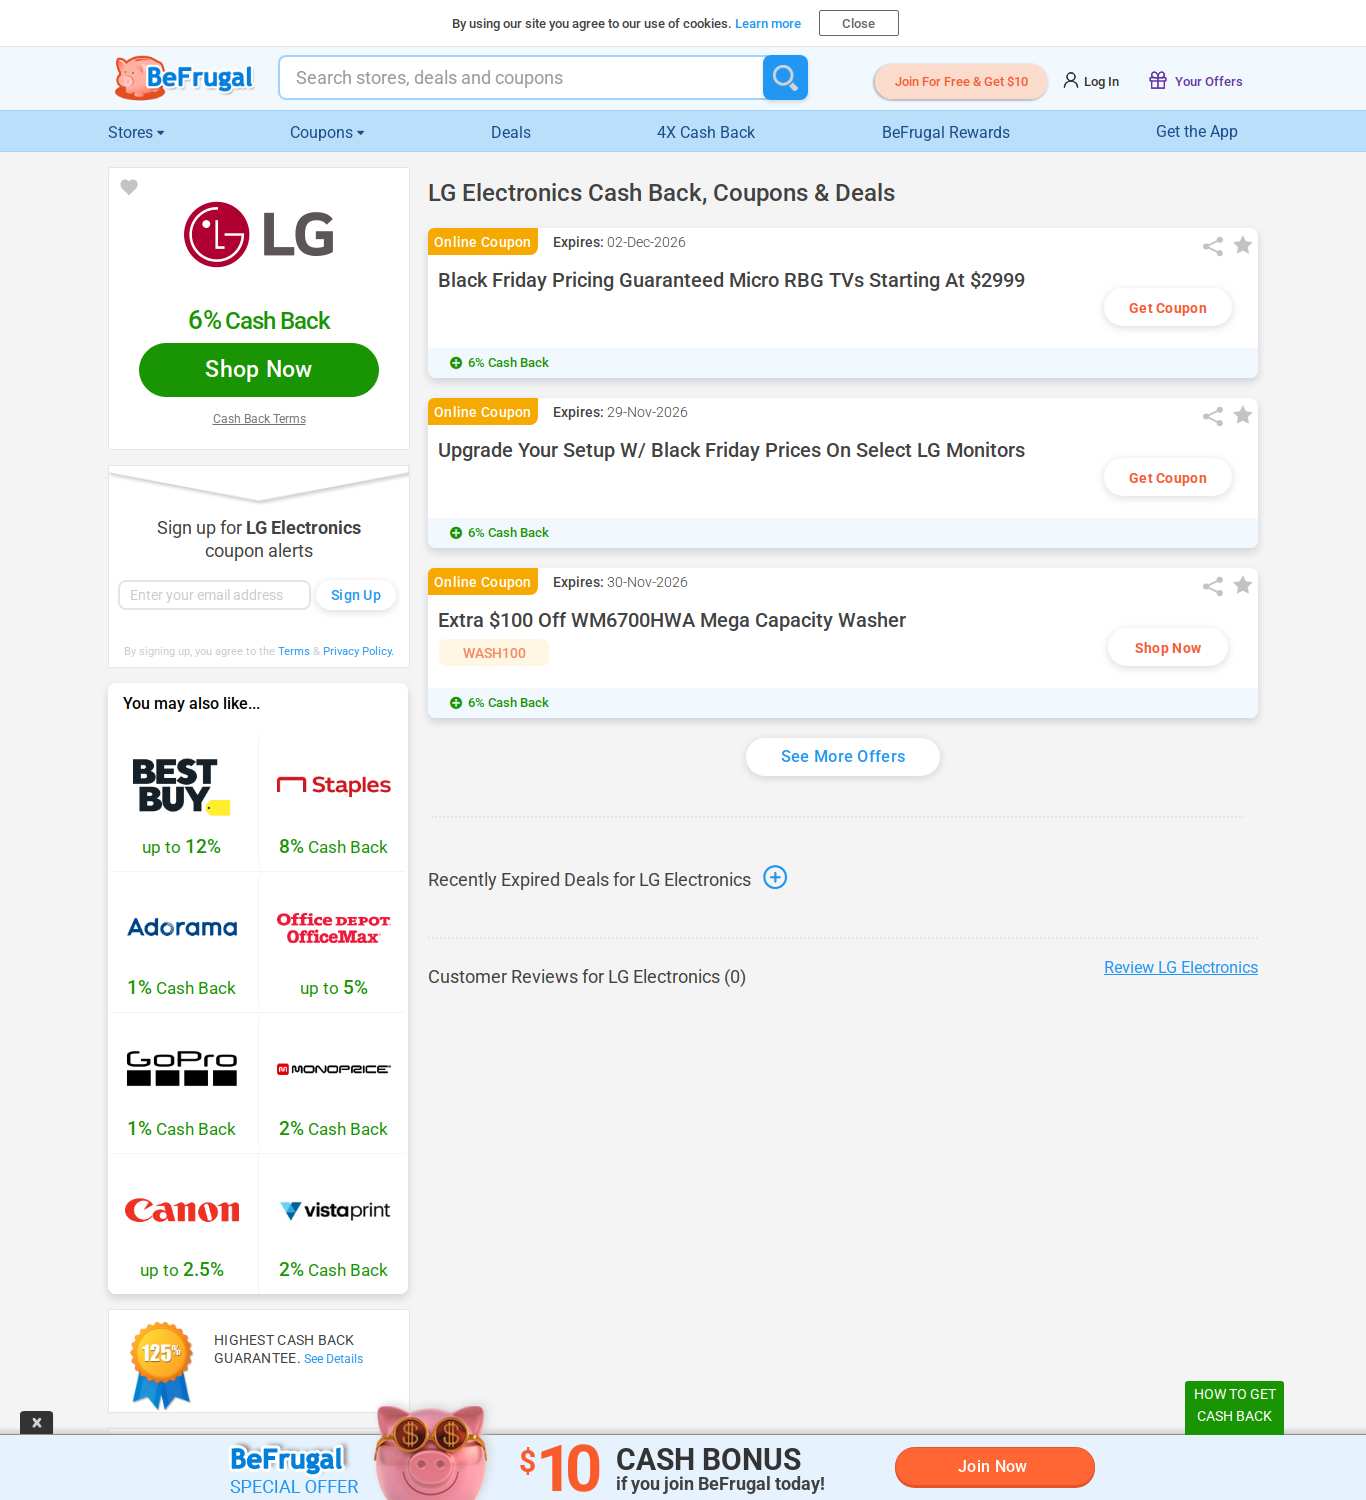 By using our site you agree to our use of cookies. Learn more Close
BeFrugal Search stores, deals and coupons Join For Free & Get $10 Log In Your Offers
Stores Coupons Deals 4X Cash Back BeFrugal Rewards Get the App
LG
6% Cash Back
Shop Now
Cash Back Terms
Sign up for LG Electronics
coupon alerts
Enter your email address Sign Up
By signing up, you agree to the Terms & Privacy Policy.
You may also like...
BEST
BUY
up to 12%
Staples
8% Cash Back
Adorama
1% Cash Back
Office DEPOT
OfficeMax
up to 5%
GoPro
1% Cash Back
MONOPRICE
2% Cash Back
Canon
up to 2.5%
vistaprint
2% Cash Back
125%
HIGHEST CASH BACK
GUARANTEE. See Details
LG Electronics Cash Back, Coupons & Deals
Online Coupon Expires: 02-Dec-2026
Black Friday Pricing Guaranteed Micro RBG TVs Starting At $2999
Get Coupon
6% Cash Back
Online Coupon Expires: 29-Nov-2026
Upgrade Your Setup W/ Black Friday Prices On Select LG Monitors
Get Coupon
6% Cash Back
Online Coupon Expires: 30-Nov-2026
Extra $100 Off WM6700HWA Mega Capacity Washer
WASH100
Shop Now
6% Cash Back
See More Offers
Recently Expired Deals for LG Electronics
Customer Reviews for LG Electronics (0)
Review LG Electronics
HOW TO GET
CASH BACK
x
BeFrugal
SPECIAL OFFER
$ $
$10
CASH BONUS
if you join BeFrugal today!
Join Now